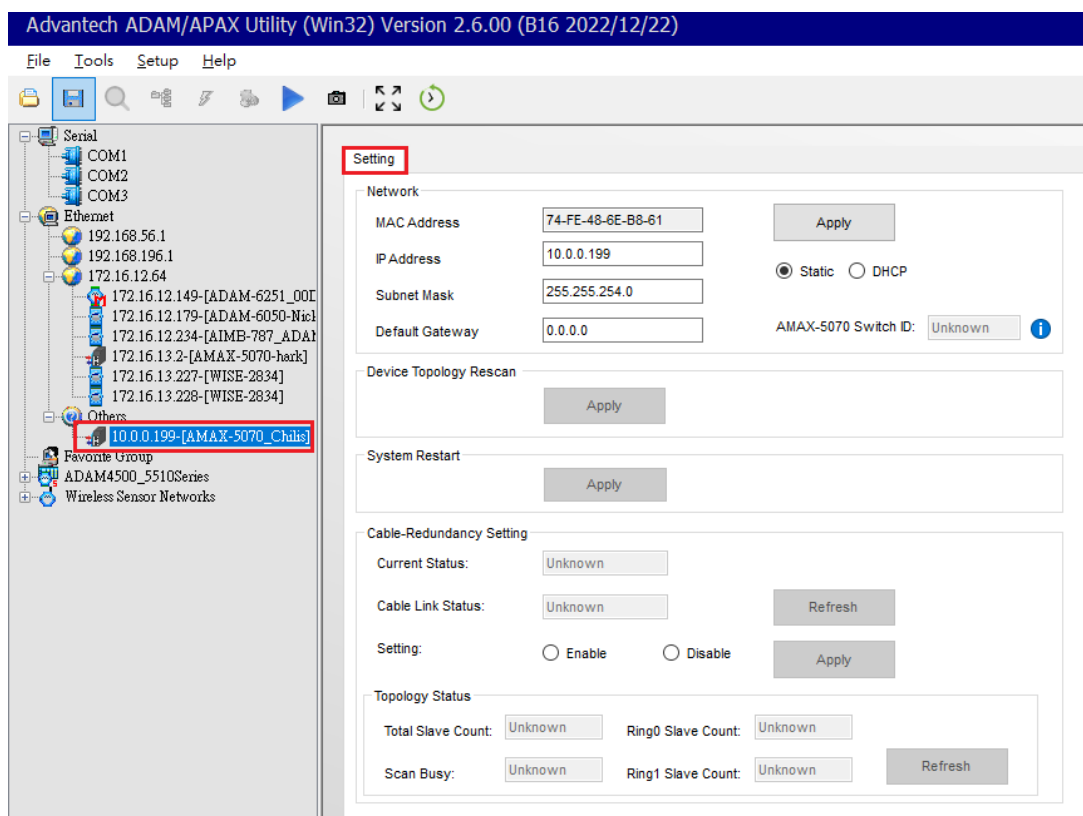 Advantech ADAM/APAX Utility (Win32) Version 2.6.00 (B16 2022/12/22)
File Tools Setup Help
Serial
COM1
COM2
COM3
Ethernet
192.168.56.1
192.168.196.1
172.16.12.64
172.16.12.149-[ADAM-6251_00D
172.16.12.179-[ADAM-6050-Nicl
172.16.12.234-[AIMB-787_ADAM
172.16.13.2-[AMAX-5070-hark]
172.16.13.227-[WISE-2834]
172.16.13.228-[WISE-2834]
Others
10.0.0.199-[AMAX-5070_Chilis]
Favorite Group
ADAM4500_5510Series
Wireless Sensor Networks
Setting
Network
MAC Address 74-FE-48-6E-B8-61 Apply
IP Address 10.0.0.199
Static DHCP
Subnet Mask 255.255.254.0
Default Gateway 0.0.0.0 AMAX-5070 Switch ID: Unknown
Device Topology Rescan
Apply
System Restart
Apply
Cable-Redundancy Setting
Current Status: Unknown
Cable Link Status: Unknown Refresh
Setting: Enable Disable Apply
Topology Status
Total Slave Count: Unknown Ring0 Slave Count: Unknown
Scan Busy: Unknown Ring1 Slave Count: Unknown Refresh